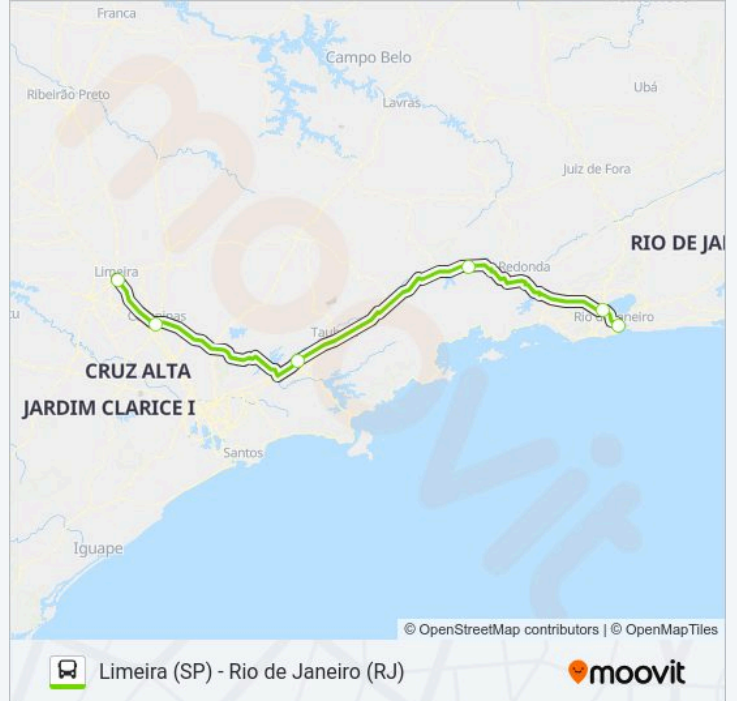 Franca
Campo Belo
Ribeirão Preto
Ubá
Lavras
Juiz de Fora
RIO DE JA
Limeira
Redonda
Rio de Janeiro
Taub
CRUZ ALTA
JARDIM CLARICE I
Santos
Iguape
moovit
© OpenStreetMap contributors | © OpenMapTiles
Limeira (SP) - Rio de Janeiro (RJ)
moovit